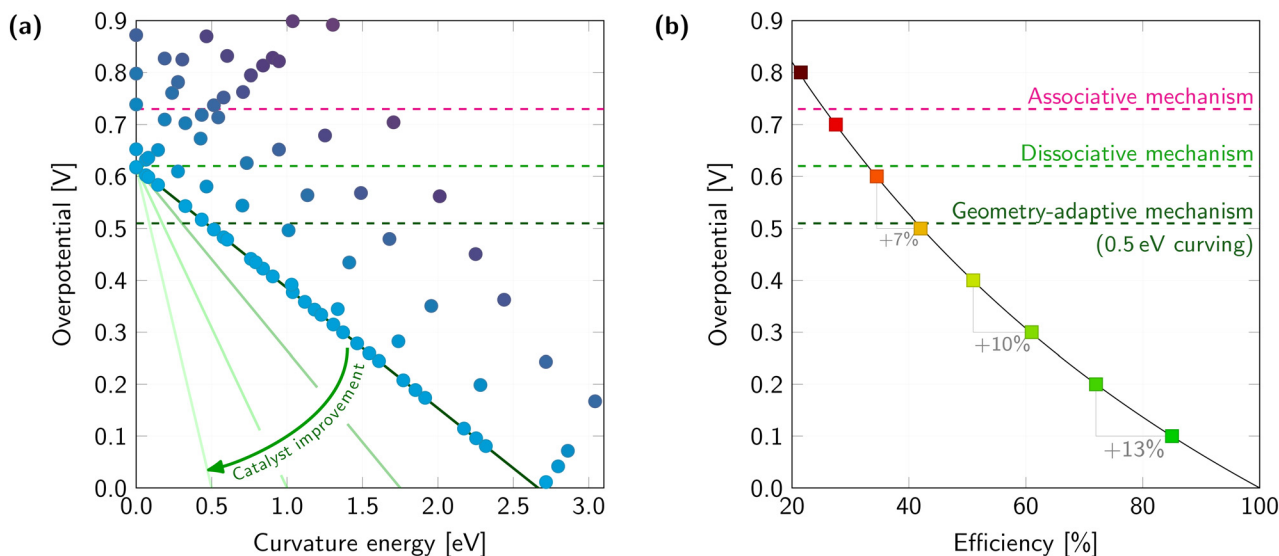 (a)
0.9
0.8
0.7
0.6
0.5
0.4
0.3
0.2
0.1
0.0
Overpotential [V]
Catalyst improvement
0.0 0.5 1.0 1.5 2.0 2.5 3.0
Curvature energy [eV]
(b)
0.9
0.8
0.7
0.6
0.5
0.4
0.3
0.2
0.1
0.0
Overpotential [V]
Associative mechanism
Dissociative mechanism
Geometry-adaptive mechanism
(0.5 eV curving)
+7%
+10%
+13%
20 40 60 80 100
Efficiency [%]